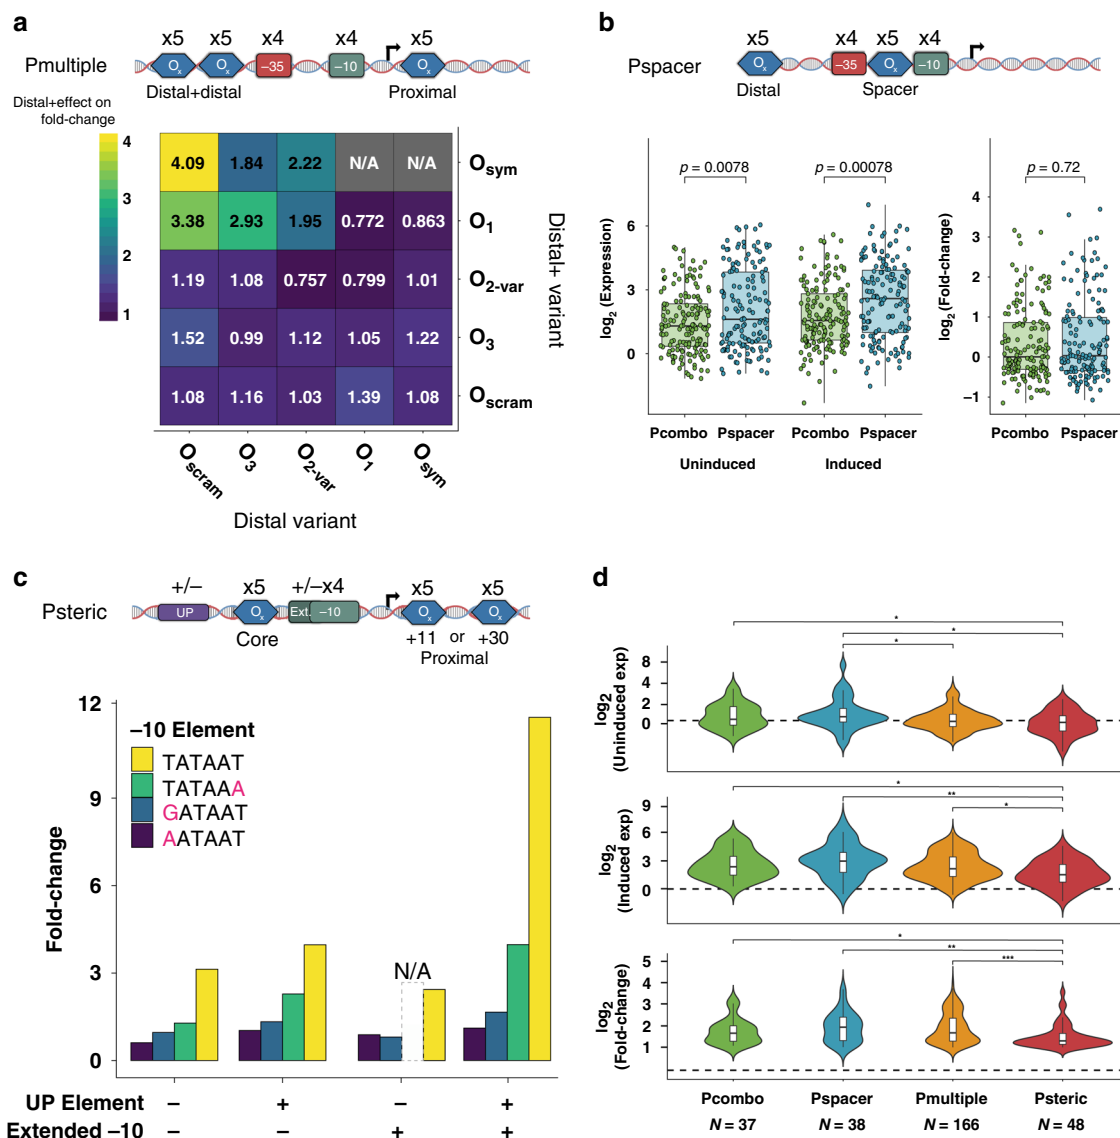 a
x5 x5 x4 x4 x5
Pmultiple
Ox Ox −35 −10 Ox
Distal+distal Proximal
Distal+effect on
fold-change
4
3
2
1
4.09 1.84 2.22 N/A N/A Osym
3.38 2.93 1.95 0.772 0.863 O1
1.19 1.08 0.757 0.799 1.01 O2-var
1.52 0.99 1.12 1.05 1.22 O3
1.08 1.16 1.03 1.39 1.08 Oscram
Distal+ variant
Oscram O3 O2-var O1 Osym
Distal variant
b
x5 x4 x5 x4
Pspacer
Ox −35 Ox −10
Distal Spacer
p = 0.0078 p = 0.00078
log2 (Expression)
6
3
0
Pcombo Pspacer Pcombo Pspacer
Uninduced Induced
p = 0.72
log2 (Fold-change)
4
3
2
1
0
−1
Pcombo Pspacer
c
+/− x5 +/−x4 x5 x5
Psteric
UP Ox Ext. −10 Ox Ox
Core +11 or +30
Proximal
Fold-change
12
9
6
3
0
−10 Element
TATAAT
TATAAA
GATAAT
AATAAT
N/A
UP Element − + − +
Extended −10 − − + +
d
* * *
log2
(Uninduced exp)
8
4
2
0
* ** *
log2
(Induced exp)
9
6
3
0
* ** ***
log2
(Fold-change)
5
4
3
2
1
Pcombo Pspacer Pmultiple Psteric
N = 37 N = 38 N = 166 N = 48